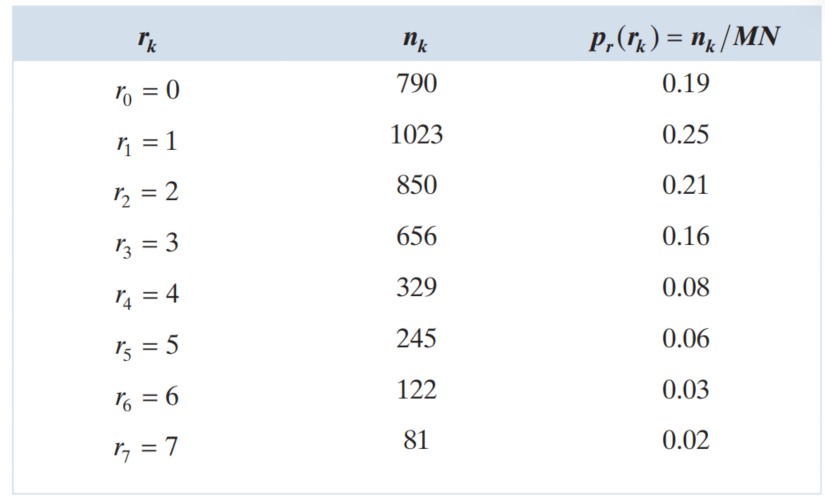 r_k n_k p_r(r_k) = n_k/MN
r_0 = 0 790 0.19
r_1 = 1 1023 0.25
r_2 = 2 850 0.21
r_3 = 3 656 0.16
r_4 = 4 329 0.08
r_5 = 5 245 0.06
r_6 = 6 122 0.03
r_7 = 7 81 0.02